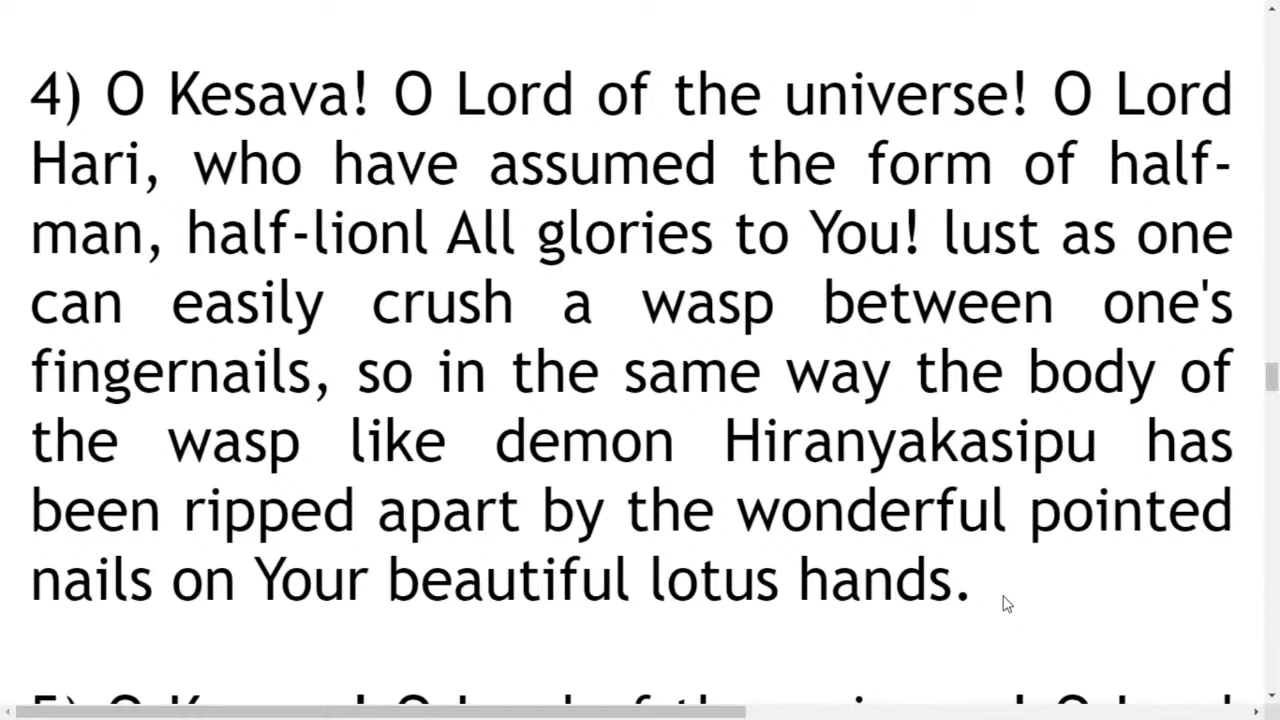 4) O Kesava! O Lord of the universe! O Lord
Hari, who have assumed the form of half-
man, half-lionl All glories to You! lust as one
can easily crush a wasp between one's
fingernails, so in the same way the body of
the wasp like demon Hiranyakasipu has
been ripped apart by the wonderful pointed
nails on Your beautiful lotus hands.